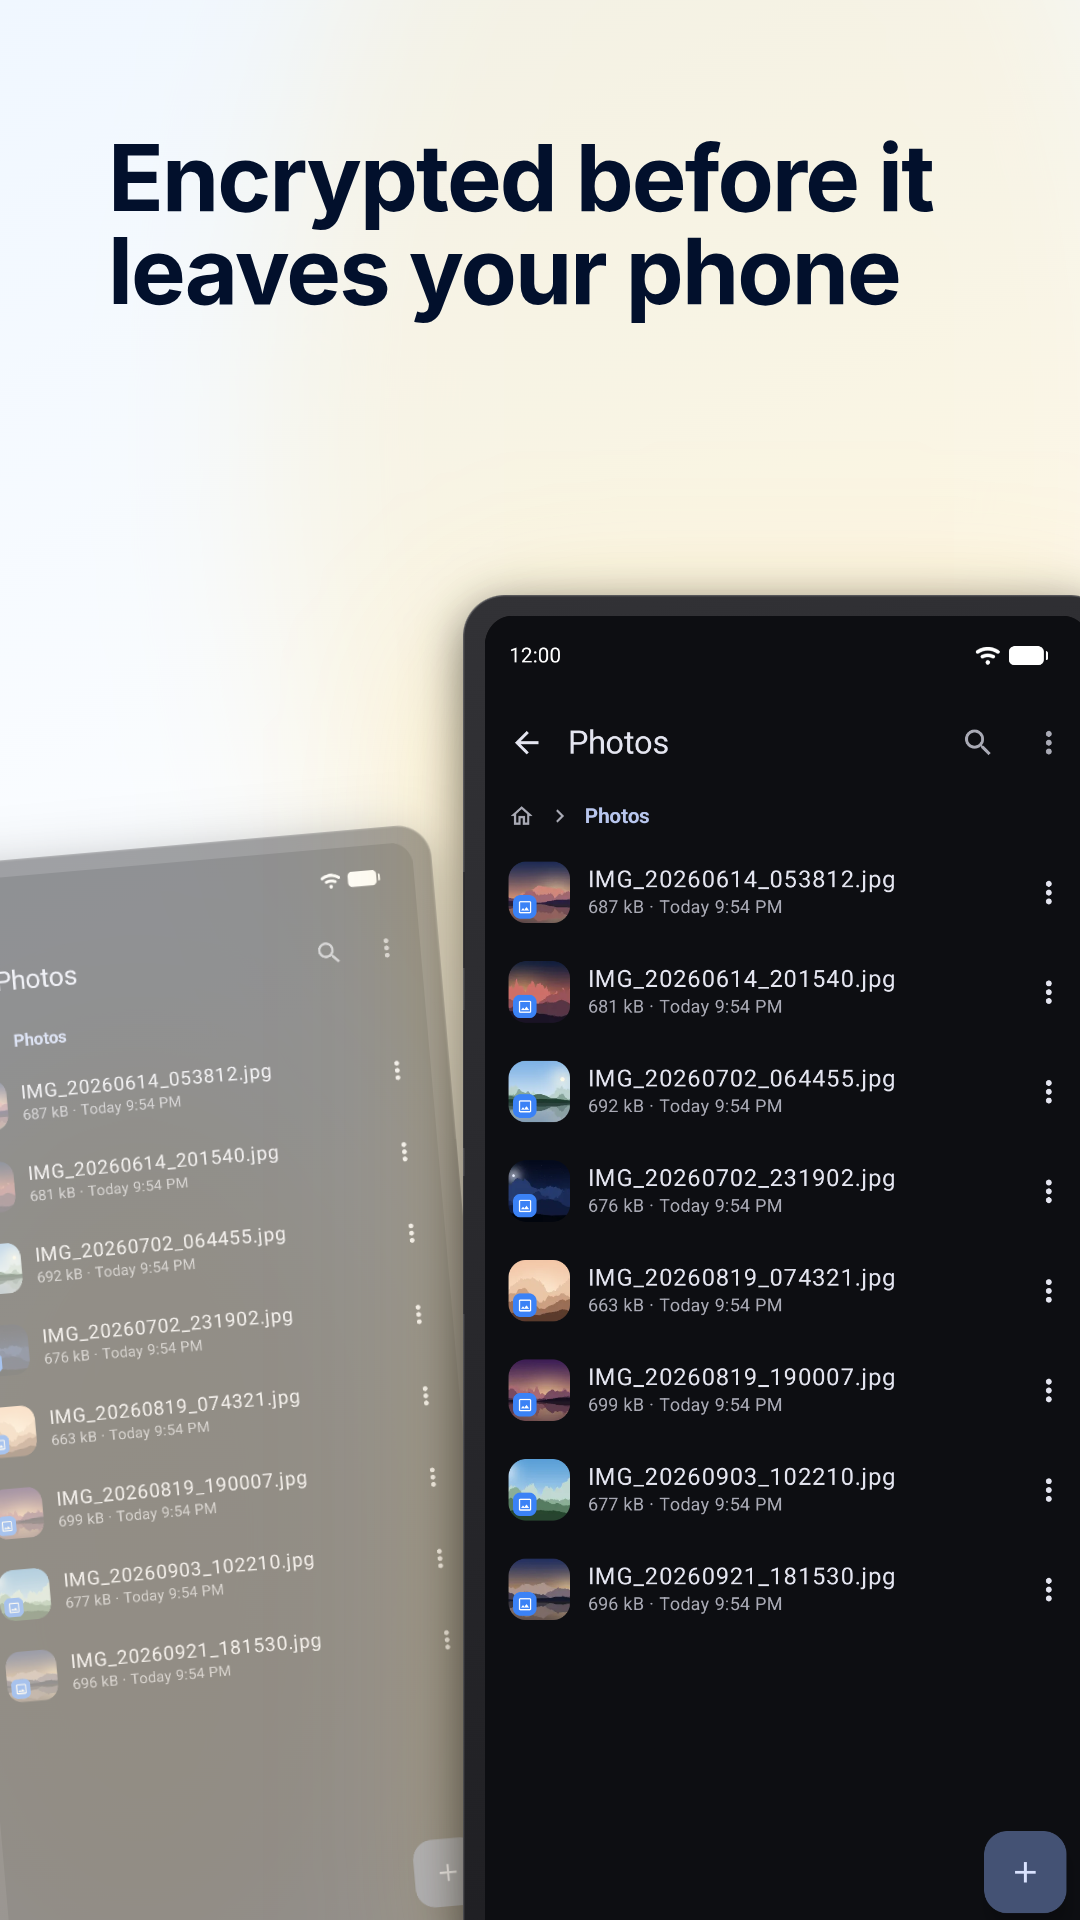 Encrypted before it
leaves your phone
12:00
Photos
Photos
IMG_20260614_053812.jpg
687 kB · Today 9:54 PM
IMG_20260614_201540.jpg
681 kB · Today 9:54 PM
IMG_20260702_064455.jpg
692 kB · Today 9:54 PM
IMG_20260702_231902.jpg
676 kB · Today 9:54 PM
IMG_20260819_074321.jpg
663 kB · Today 9:54 PM
IMG_20260819_190007.jpg
699 kB · Today 9:54 PM
IMG_20260903_102210.jpg
677 kB · Today 9:54 PM
IMG_20260921_181530.jpg
696 kB · Today 9:54 PM
Photos
Photos
IMG_20260614_053812.jpg
687 kB · Today 9:54 PM
IMG_20260614_201540.jpg
681 kB · Today 9:54 PM
IMG_20260702_064455.jpg
692 kB · Today 9:54 PM
IMG_20260702_231902.jpg
676 kB · Today 9:54 PM
IMG_20260819_074321.jpg
663 kB · Today 9:54 PM
IMG_20260819_190007.jpg
699 kB · Today 9:54 PM
IMG_20260903_102210.jpg
677 kB · Today 9:54 PM
IMG_20260921_181530.jpg
696 kB · Today 9:54 PM